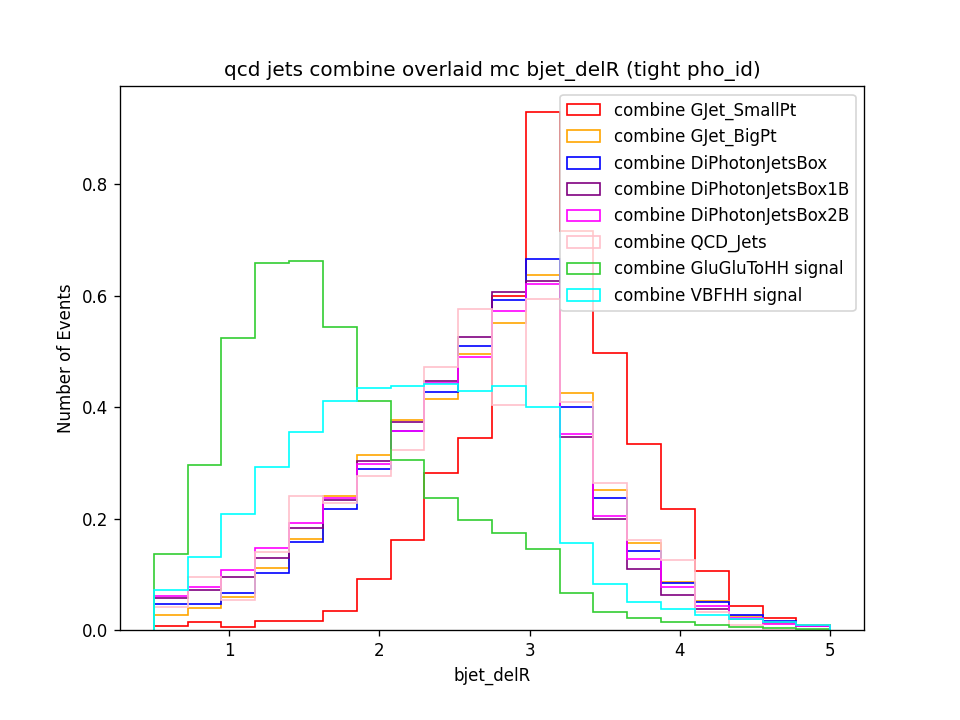 qcd jets combine overlaid mc bjet_delR (tight pho_id)
combine GJet_SmallPt
combine GJet_BigPt
combine DiPhotonJetsBox
combine DiPhotonJetsBox1B
combine DiPhotonJetsBox2B
combine QCD_Jets
combine GluGluToHH signal
combine VBFHH signal
Number of Events
0.8
0.6
0.4
0.2
0.0
1 2 3 4 5
bjet_delR